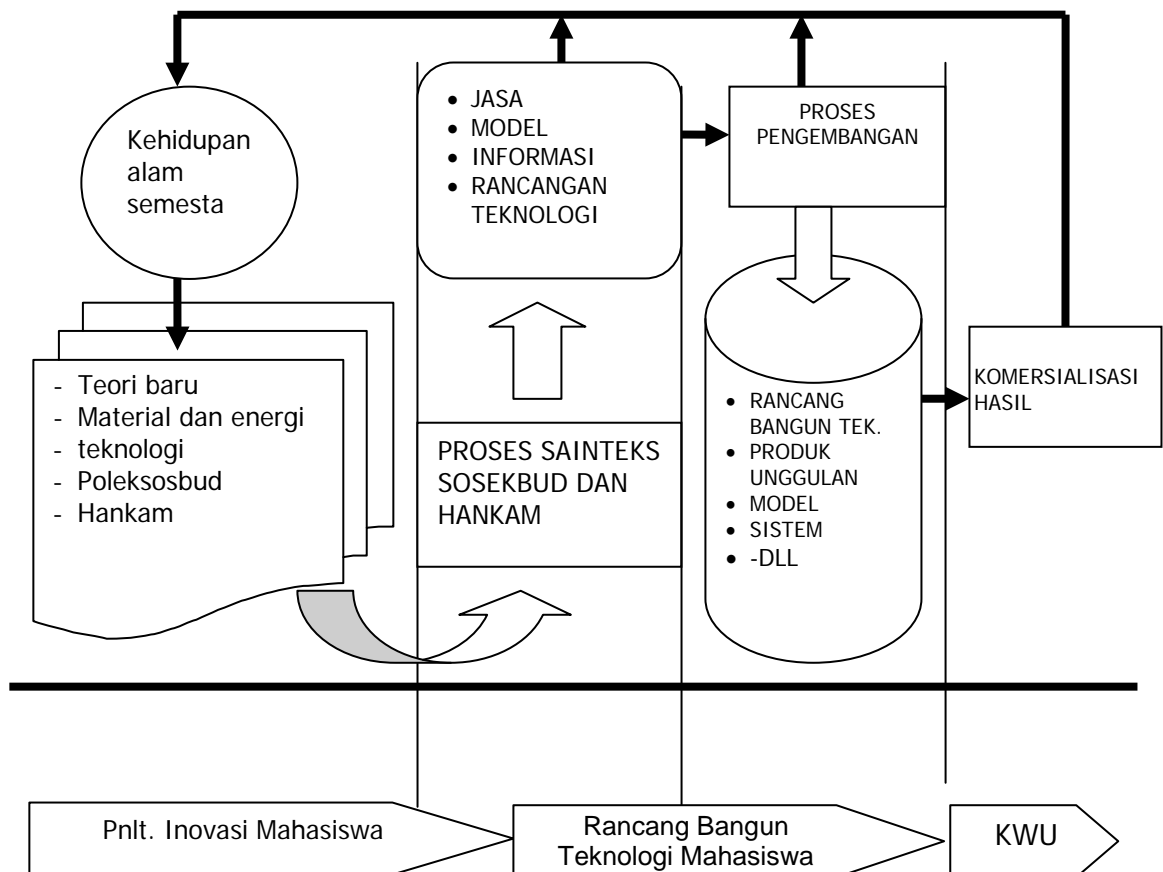 Kehidupan
alam
semesta
- Teori baru
- Material dan energi
- teknologi
- Poleksosbud
- Hankam
• JASA
• MODEL
• INFORMASI
• RANCANGAN
TEKNOLOGI
PROSES SAINTEKS
SOSEKBUD DAN
HANKAM
PROSES
PENGEMBANGAN
• RANCANG
BANGUN TEK.
• PRODUK
UNGGULAN
• MODEL
• SISTEM
• -DLL
KOMERSIALISASI
HASIL
Pnlt. Inovasi Mahasiswa
Rancang Bangun
Teknologi Mahasiswa
KWU